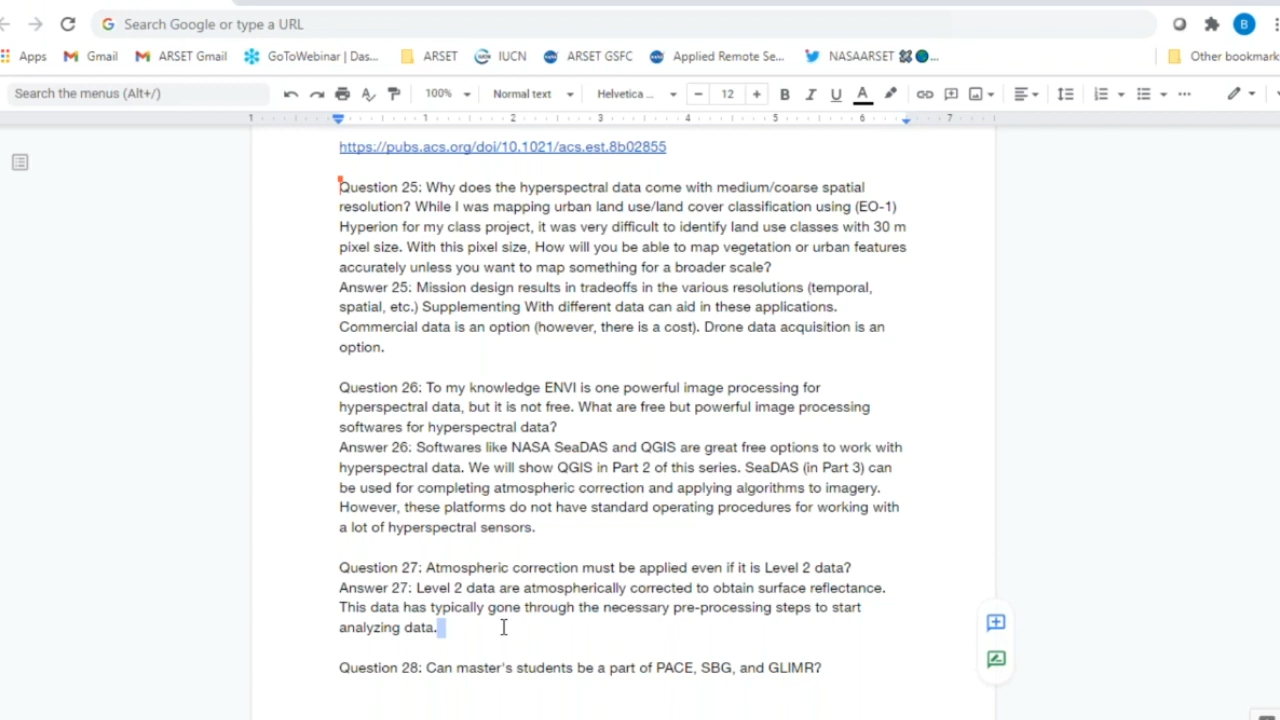 Search Google or type a URL
B
Apps
Gmail
ARSET Gmail
GoToWebinar | Das...
ARSET
IUCN
ARSET GSFC
Applied Remote Se...
NASAARSET
Other bookmark
Search the menus (Alt+/)
100%
Normal text
Helvetica ...
12
B I U A
1 1 2 3 4 5 6 7
https://pubs.acs.org/doi/10.1021/acs.est.8b02855
Question 25: Why does the hyperspectral data come with medium/coarse spatial
resolution? While I was mapping urban land use/land cover classification using (EO-1)
Hyperion for my class project, it was very difficult to identify land use classes with 30 m
pixel size. With this pixel size, How will you be able to map vegetation or urban features
accurately unless you want to map something for a broader scale?
Answer 25: Mission design results in tradeoffs in the various resolutions (temporal,
spatial, etc.) Supplementing With different data can aid in these applications.
Commercial data is an option (however, there is a cost). Drone data acquisition is an
option.
Question 26: To my knowledge ENVI is one powerful image processing for
hyperspectral data, but it is not free. What are free but powerful image processing
softwares for hyperspectral data?
Answer 26: Softwares like NASA SeaDAS and QGIS are great free options to work with
hyperspectral data. We will show QGIS in Part 2 of this series. SeaDAS (in Part 3) can
be used for completing atmospheric correction and applying algorithms to imagery.
However, these platforms do not have standard operating procedures for working with
a lot of hyperspectral sensors.
Question 27: Atmospheric correction must be applied even if it is Level 2 data?
Answer 27: Level 2 data are atmospherically corrected to obtain surface reflectance.
This data has typically gone through the necessary pre-processing steps to start
analyzing data.
Question 28: Can master's students be a part of PACE, SBG, and GLIMR?